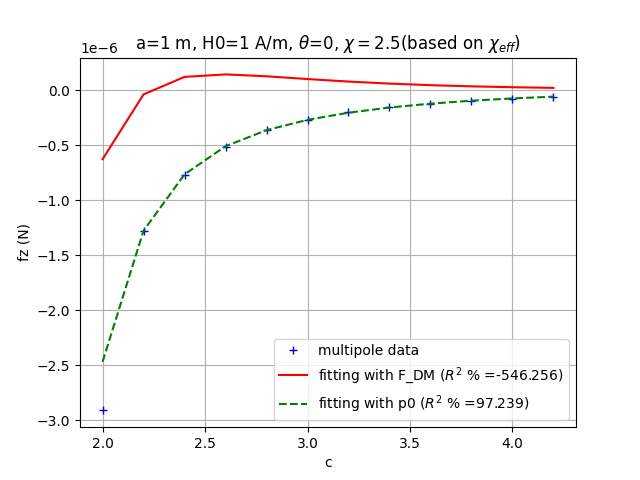 a=1 m, H0=1 A/m, θ=0, χ = 2.5(based on χ_eff)
1e−6
0.0
−0.5
−1.0
−1.5
−2.0
−2.5
−3.0
fz (N)
multipole data
fitting with F_DM (R² % =-546.256)
fitting with p0 (R² % =97.239)
2.0 2.5 3.0 3.5 4.0
c